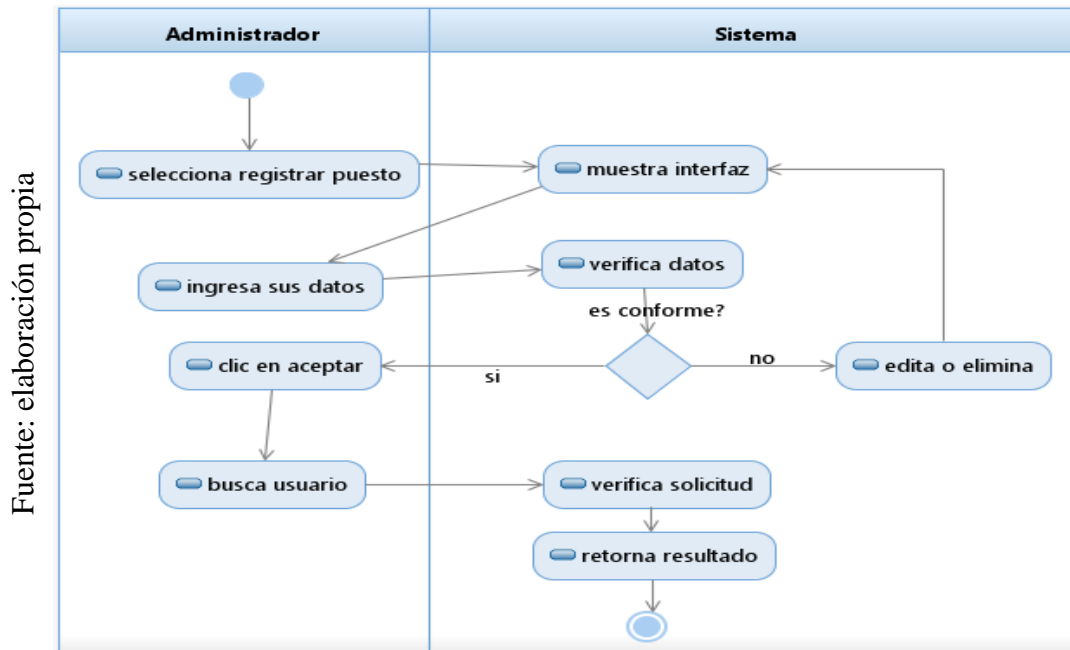 Fuente: elaboración propia
Administrador
Sistema
selecciona registrar puesto
muestra interfaz
ingresa sus datos
verifica datos
es conforme?
clic en aceptar
si
no
edita o elimina
busca usuario
verifica solicitud
retorna resultado